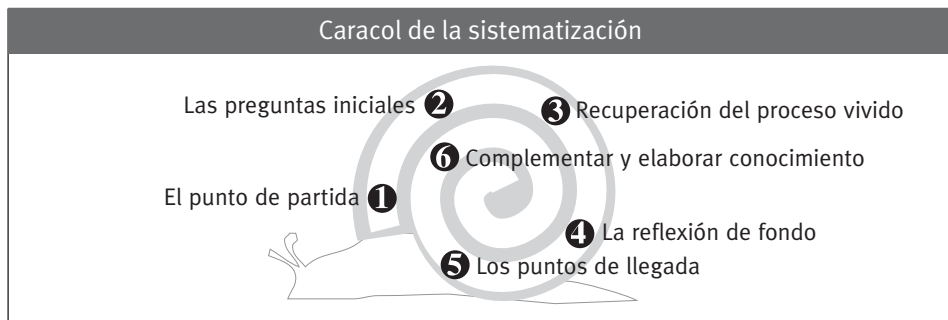 Caracol de la sistematización
Las preguntas iniciales 2
3 Recuperación del proceso vivido
6 Complementar y elaborar conocimiento
El punto de partida 1
4 La reflexión de fondo
5 Los puntos de llegada